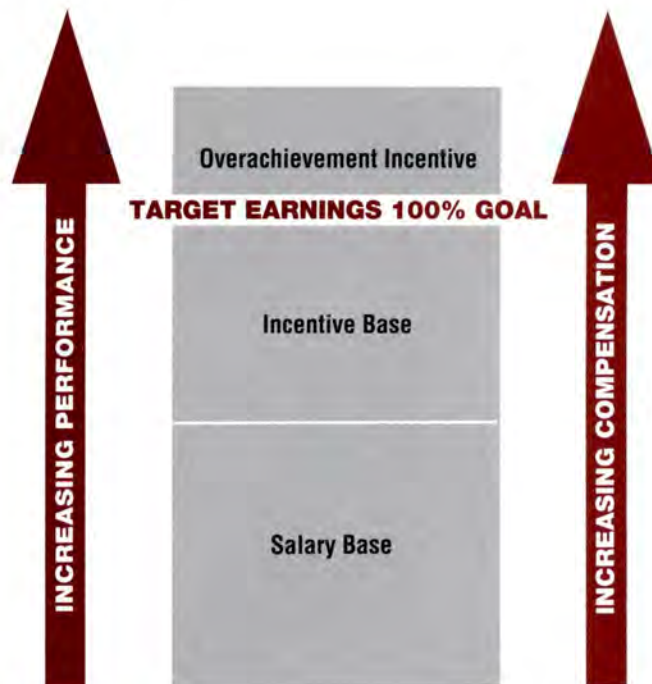 Overachievement Incentive
TARGET EARNINGS 100% GOAL
INCREASING PERFORMANCE
Incentive Base
INCREASING COMPENSATION
Salary Base